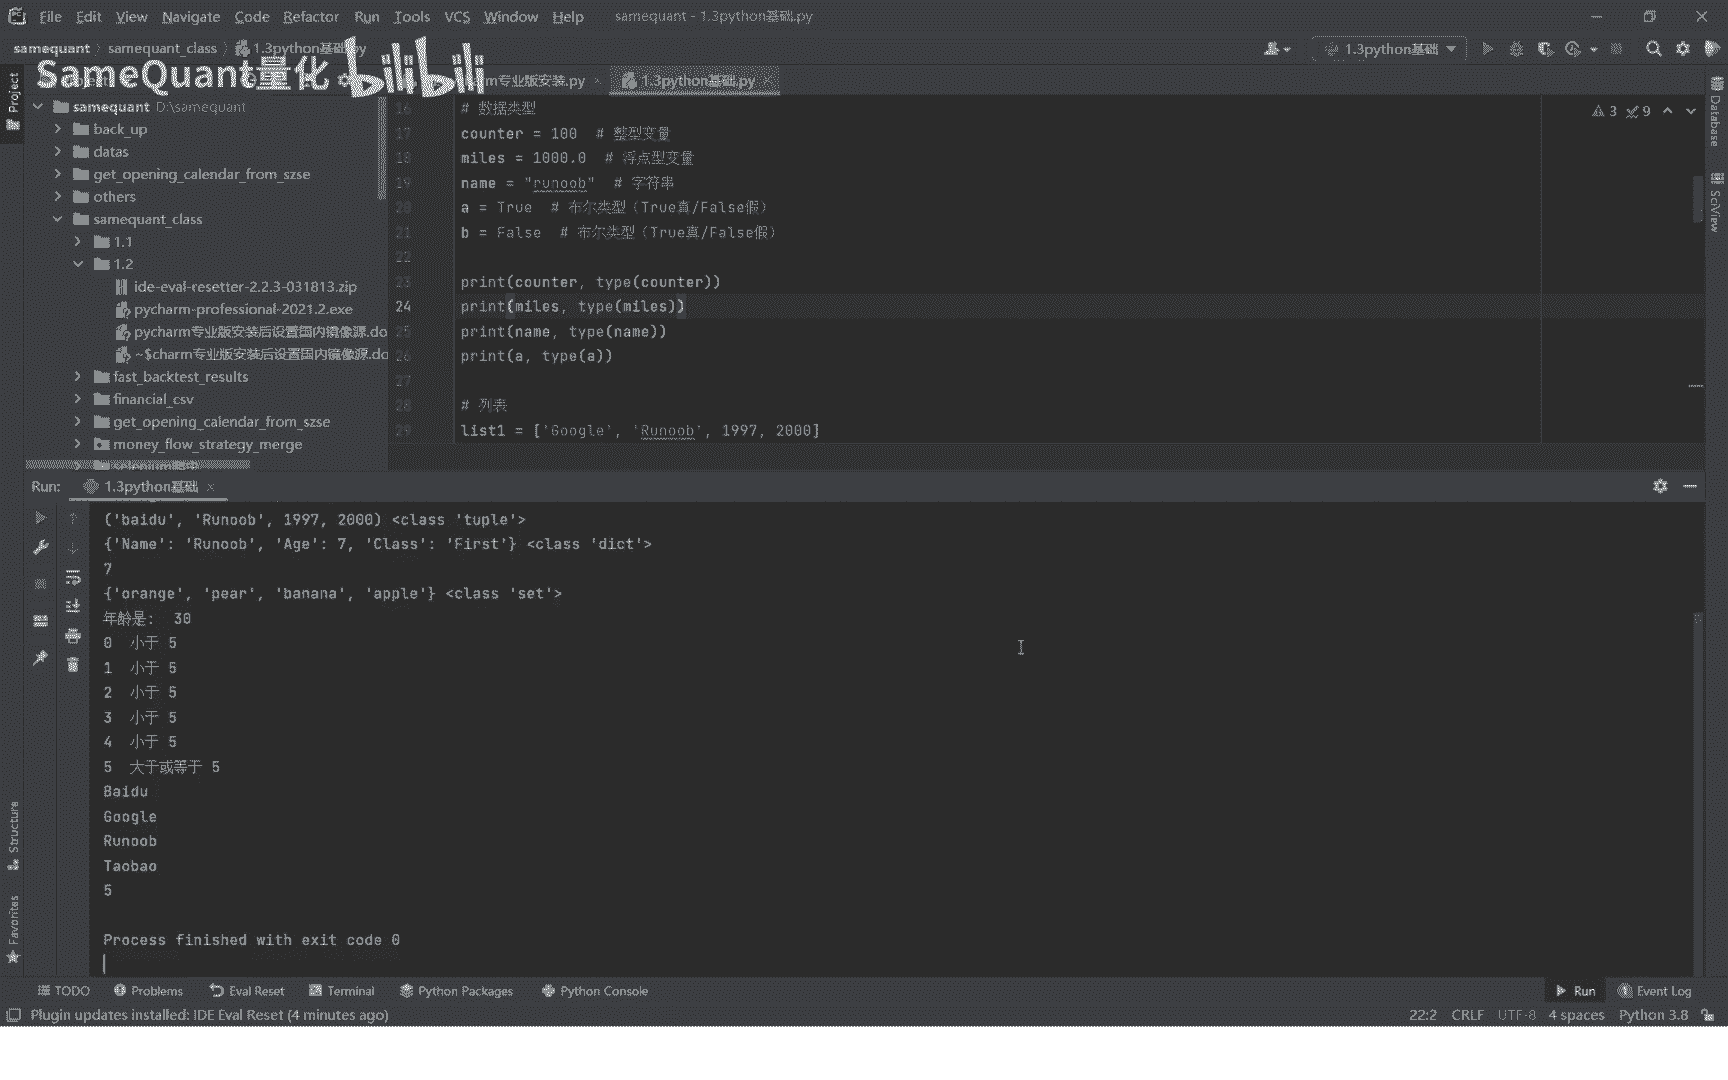 File Edit View Navigate Code Refactor Run Tools VCS Window Help samequant - 1.3python基础.py
samequant samequant_class 1.3python基础.py
1.3python基础
SameQuant量化 bilibili
rm专业版安装.py 1.3python基础.py
Project
samequant D:\samequant
back_up
datas
get_opening_calendar_from_szse
others
samequant_class
1.1
1.2
ide-eval-resetter-2.2.3-031813.zip
pycharm-professional-2021.2.exe
pycharm专业版安装后设置国内镜像源.do
~$charm专业版安装后设置国内镜像源.do
fast_backtest_results
financial_csv
get_opening_calendar_from_szse
money_flow_strategy_merge
16 # 数据类型
17 counter = 100 # 整型变量
18 miles = 1000.0 # 浮点型变量
19 name = "runoob" # 字符串
20 a = True # 布尔类型（True真/False假）
21 b = False # 布尔类型（True真/False假）
22
23 print(counter, type(counter))
24 print(miles, type(miles))
25 print(name, type(name))
26 print(a, type(a))
27
28 # 列表
29 list1 = ['Google', 'Runoob', 1997, 2000]
3 9
Database
SciView
Run: 1.3python基础
('baidu', 'Runoob', 1997, 2000) <class 'tuple'>
{'Name': 'Runoob', 'Age': 7, 'Class': 'First'} <class 'dict'>
7
{'orange', 'pear', 'banana', 'apple'} <class 'set'>
年龄是: 30
0 小于 5
1 小于 5
2 小于 5
3 小于 5
4 小于 5
5 大于或等于 5
Baidu
Google
Runoob
Taobao
5
Process finished with exit code 0
Structure
Favorites
TODO Problems Eval Reset Terminal Python Packages Python Console Run Event Log
Plugin updates installed: IDE Eval Reset (4 minutes ago) 22:2 CRLF UTF-8 4 spaces Python 3.8